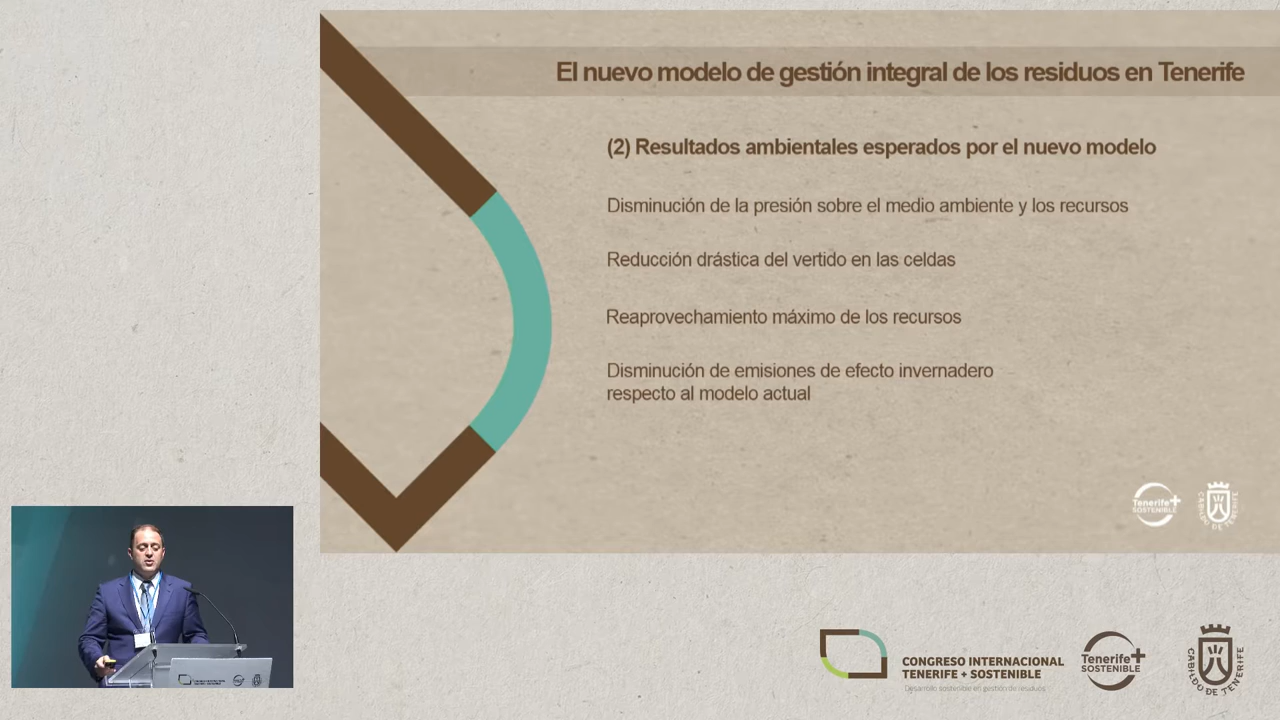 El nuevo modelo de gestión integral de los residuos en Tenerife
(2) Resultados ambientales esperados por el nuevo modelo
Disminución de la presión sobre el medio ambiente y los recursos
Reducción drástica del vertido en las celdas
Reaprovechamiento máximo de los recursos
Disminución de emisiones de efecto invernadero
respecto al modelo actual
Tenerife+
SOSTENIBLE
CABILDO DE TENERIFE
CONGRESO INTERNACIONAL
TENERIFE + SOSTENIBLE
Desarrollo sostenible en gestión de residuos
Tenerife+
SOSTENIBLE
CABILDO DE TENERIFE